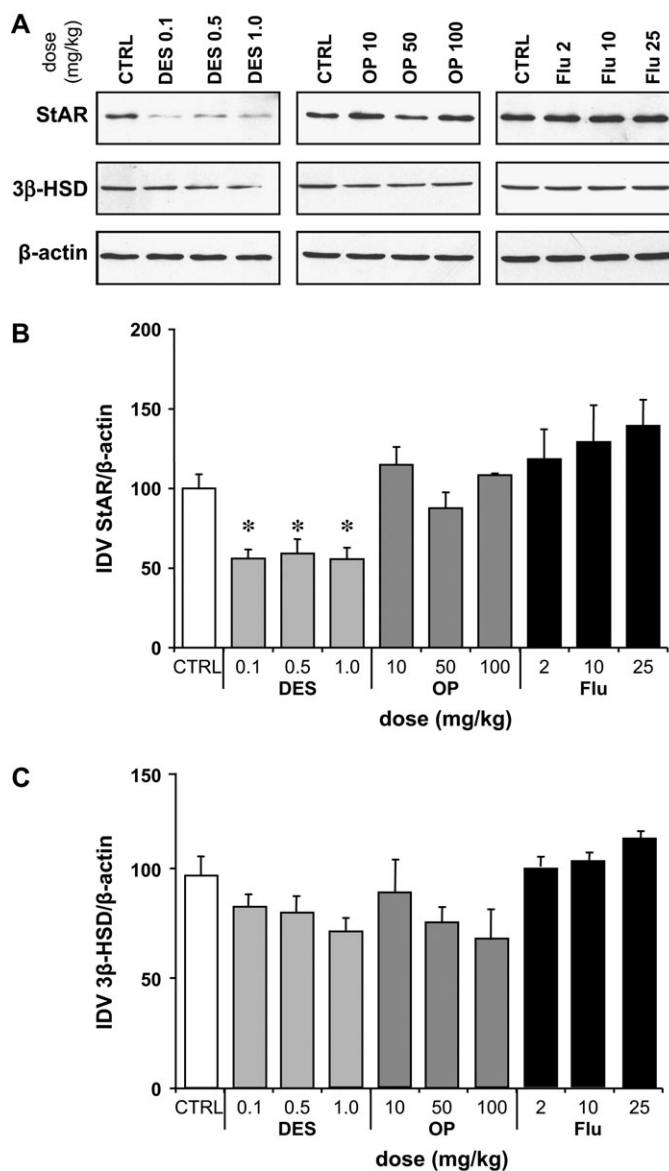 A
dose
(mg/kg)
CTRL
DES 0.1
DES 0.5
DES 1.0
CTRL
OP 10
OP 50
OP 100
CTRL
Flu 2
Flu 10
Flu 25
StAR
3β-HSD
β-actin
B
IDV StAR/β-actin
200
150
100
50
0
* * *
CTRL 0.1 0.5 1.0 10 50 100 2 10 25
DES OP Flu
dose (mg/kg)
C
IDV 3β-HSD/β-actin
150
100
50
0
CTRL 0.1 0.5 1.0 10 50 100 2 10 25
DES OP Flu
dose (mg/kg)